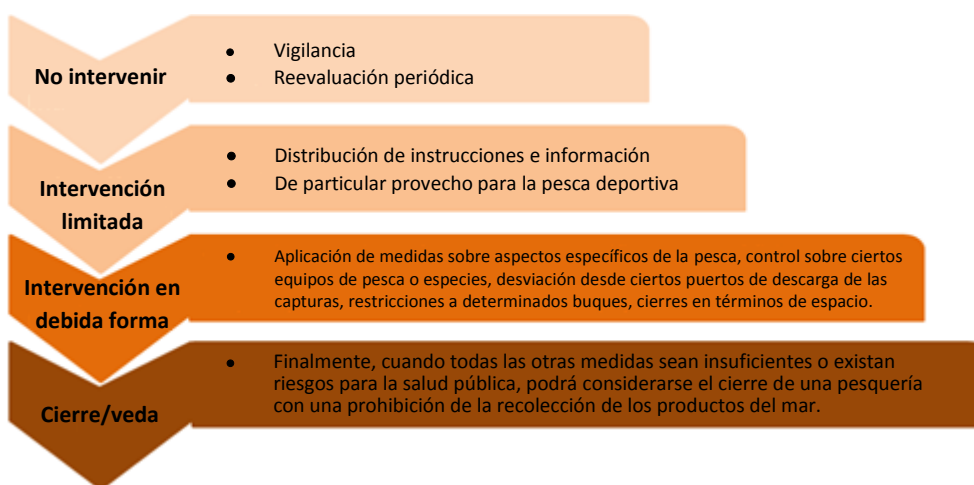 No intervenir
• Vigilancia
• Reevaluación periódica
Intervención
limitada
• Distribución de instrucciones e información
• De particular provecho para la pesca deportiva
Intervención en
debida forma
• Aplicación de medidas sobre aspectos específicos de la pesca, control sobre ciertos
equipos de pesca o especies, desviación desde ciertos puertos de descarga de las
capturas, restricciones a determinados buques, cierres en términos de espacio.
Cierre/veda
• Finalmente, cuando todas las otras medidas sean insuficientes o existan
riesgos para la salud pública, podrá considerarse el cierre de una pesquería
con una prohibición de la recolección de los productos del mar.